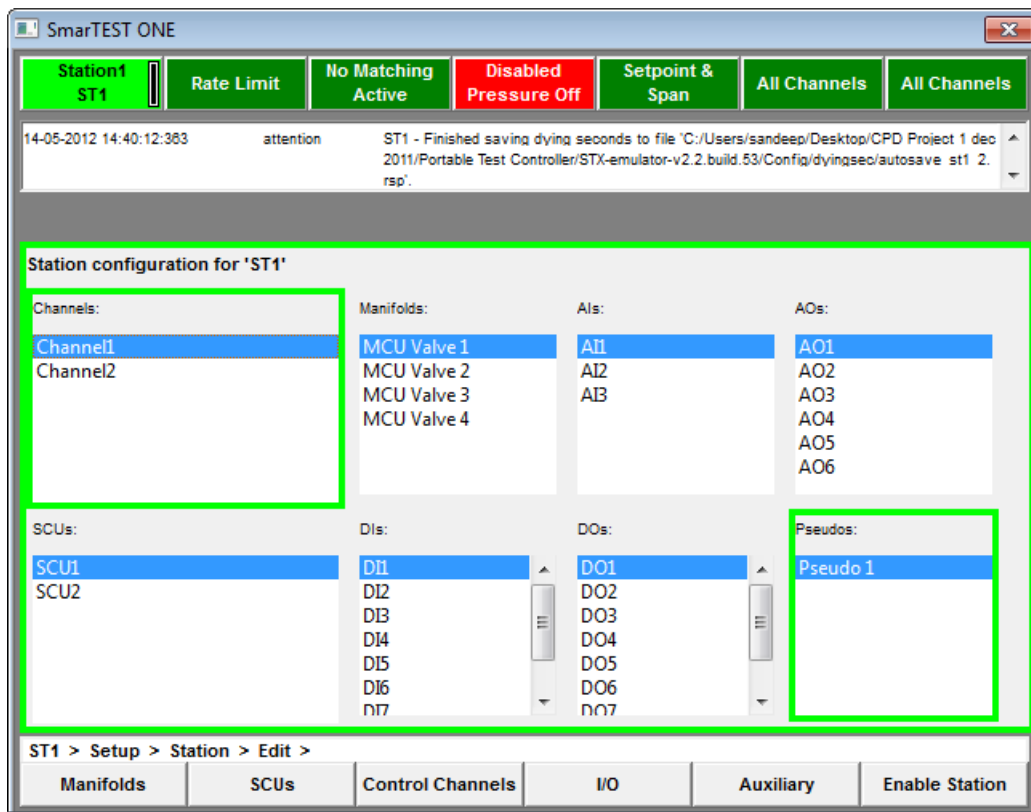 SmarTEST ONE
Station1
ST1
Rate Limit
No Matching
Active
Disabled
Pressure Off
Setpoint &
Span
All Channels
All Channels
14-05-2012 14:40:12:363 attention ST1 - Finished saving dying seconds to file 'C:/Users/sandeep/Desktop/CPD Project 1 dec
2011/Portable Test Controller/STX-emulator-v2.2.build.53/Config/dyingsec/autosave_st1_2.
rsp'.
Station configuration for 'ST1'
Channels:
Channel1
Channel2
Manifolds:
MCU Valve 1
MCU Valve 2
MCU Valve 3
MCU Valve 4
AIs:
AI1
AI2
AI3
AOs:
AO1
AO2
AO3
AO4
AO5
AO6
SCUs:
SCU1
SCU2
DIs:
DI1
DI2
DI3
DI4
DI5
DI6
DI7
DOs:
DO1
DO2
DO3
DO4
DO5
DO6
DO7
Pseudos:
Pseudo 1
ST1 > Setup > Station > Edit >
Manifolds
SCUs
Control Channels
I/O
Auxiliary
Enable Station